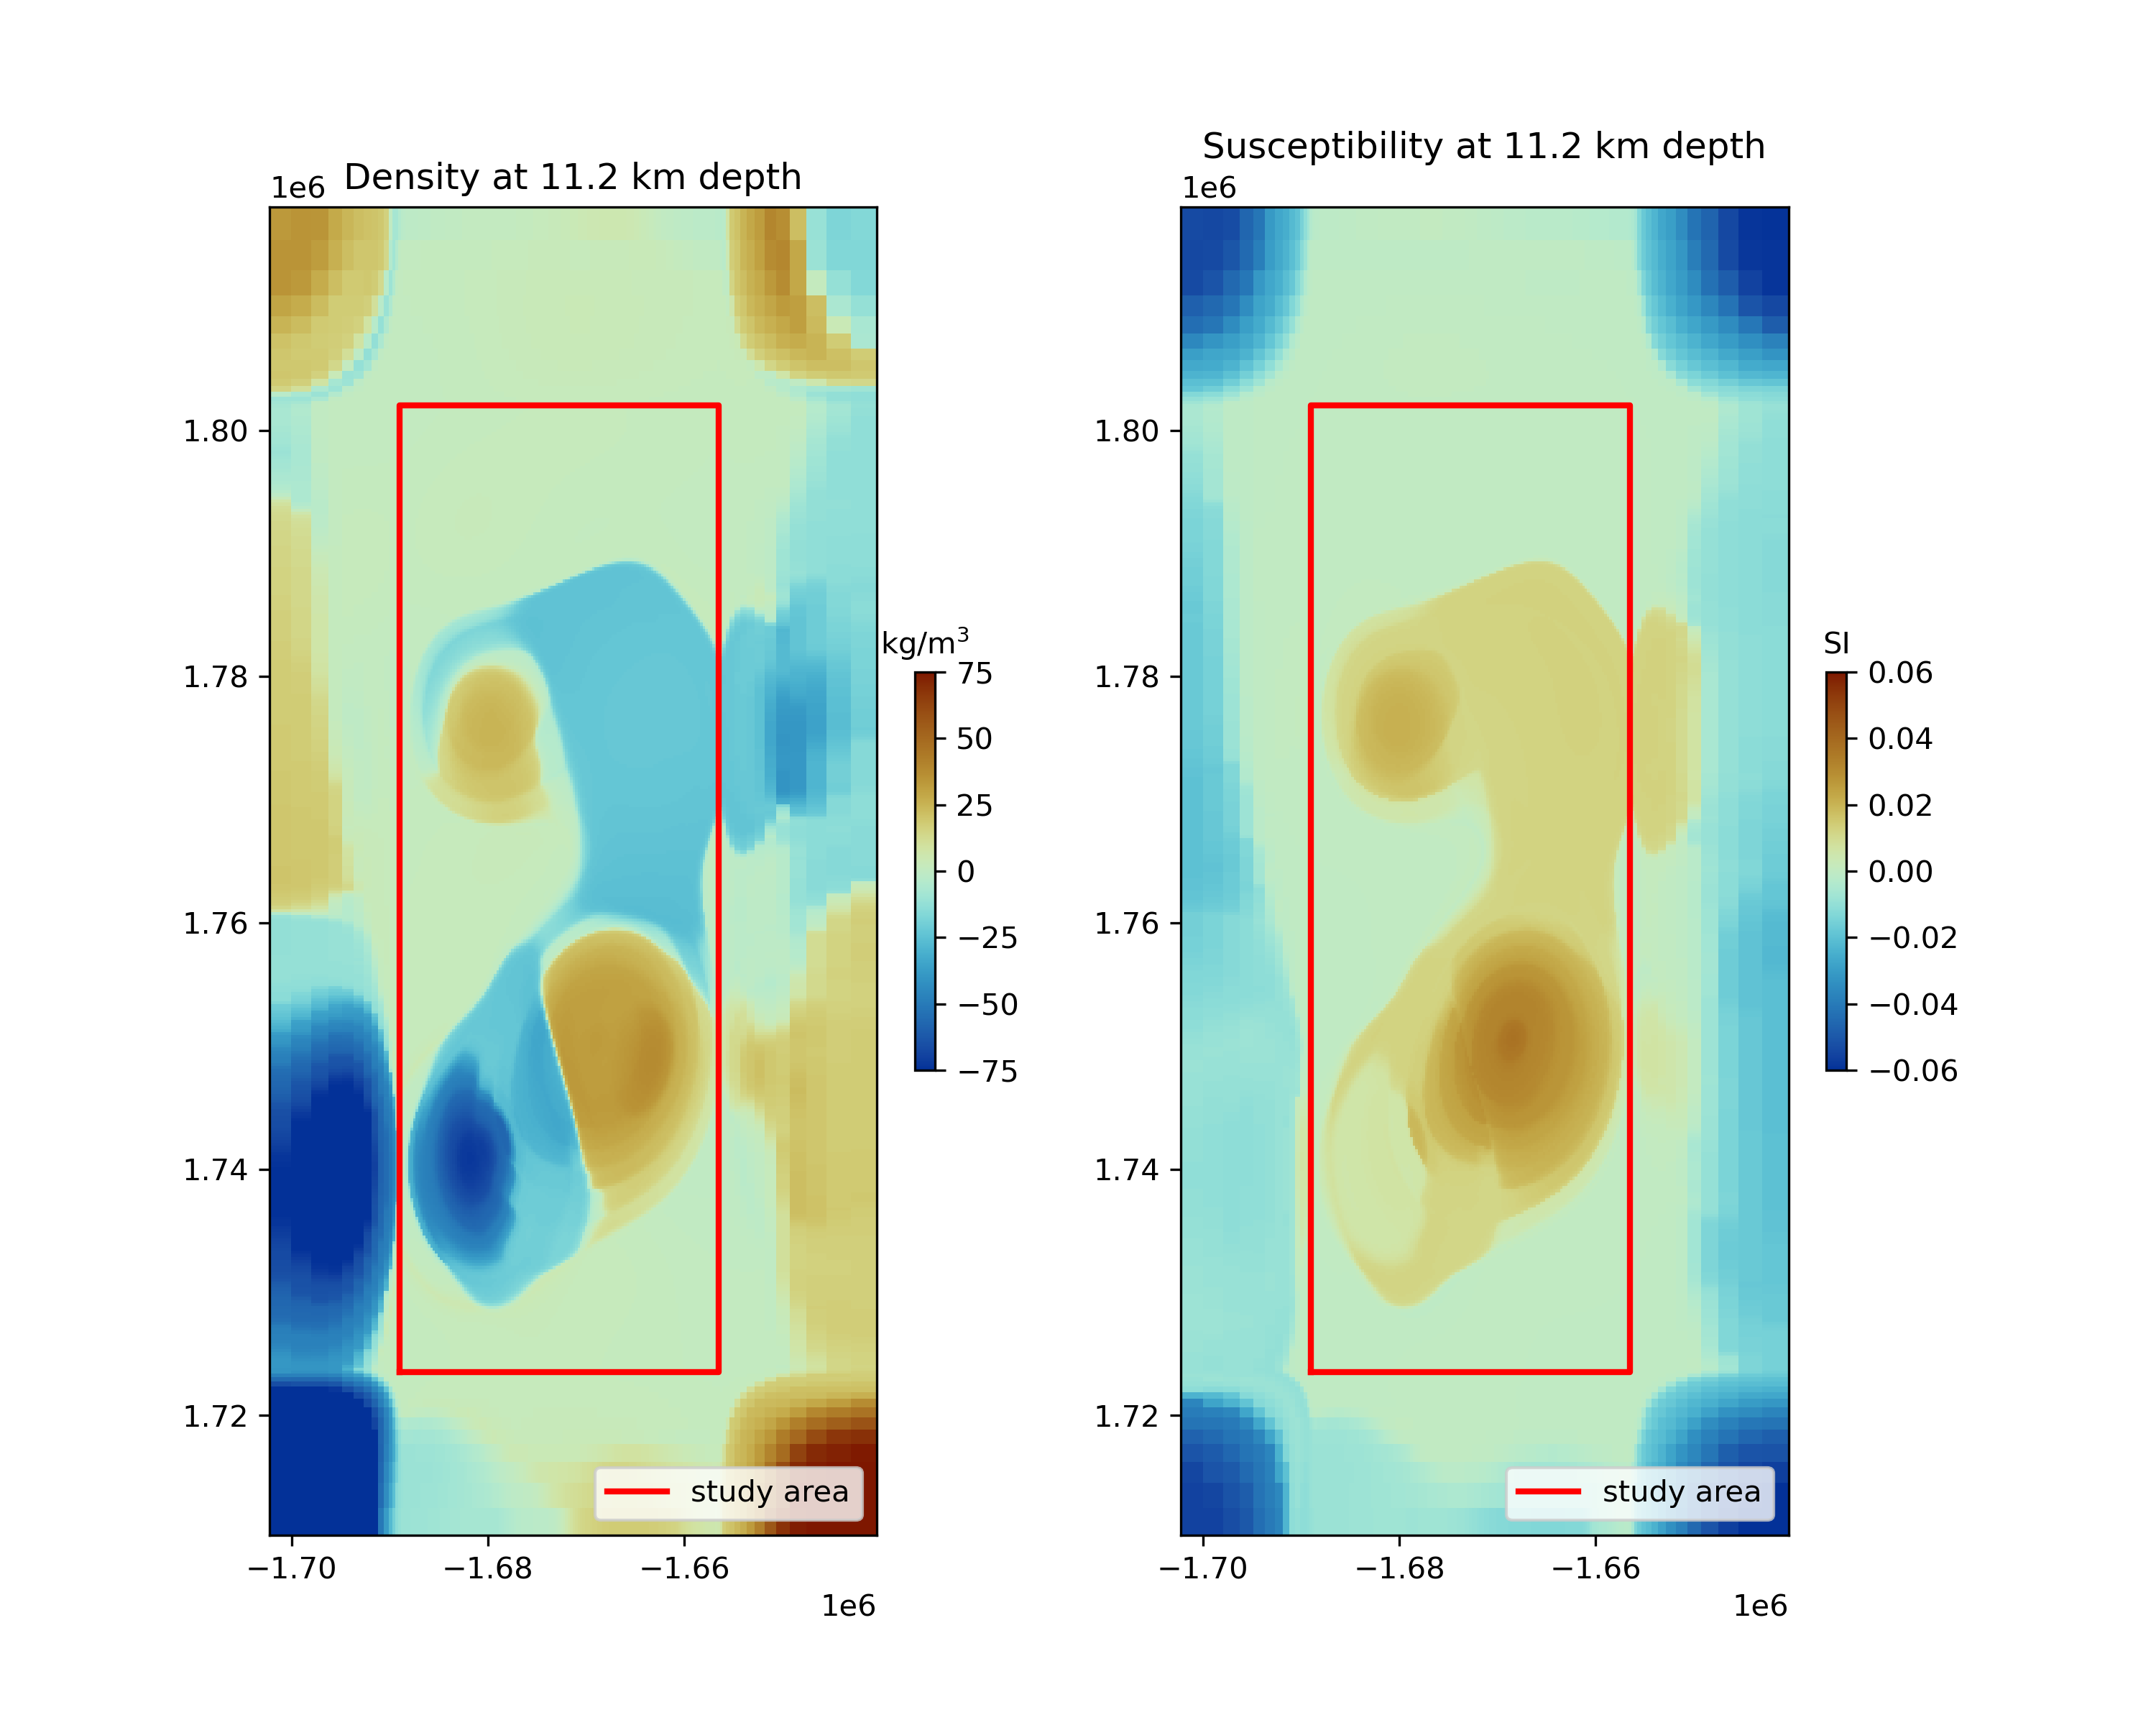 Density at 11.2 km depth
1e6
1.80
1.78
1.76
1.74
1.72
−1.70 −1.68 −1.66
1e6
study area
kg/m³
75
50
25
0
−25
−50
−75
Susceptibility at 11.2 km depth
1e6
1.80
1.78
1.76
1.74
1.72
−1.70 −1.68 −1.66
1e6
study area
SI
0.06
0.04
0.02
0.00
−0.02
−0.04
−0.06